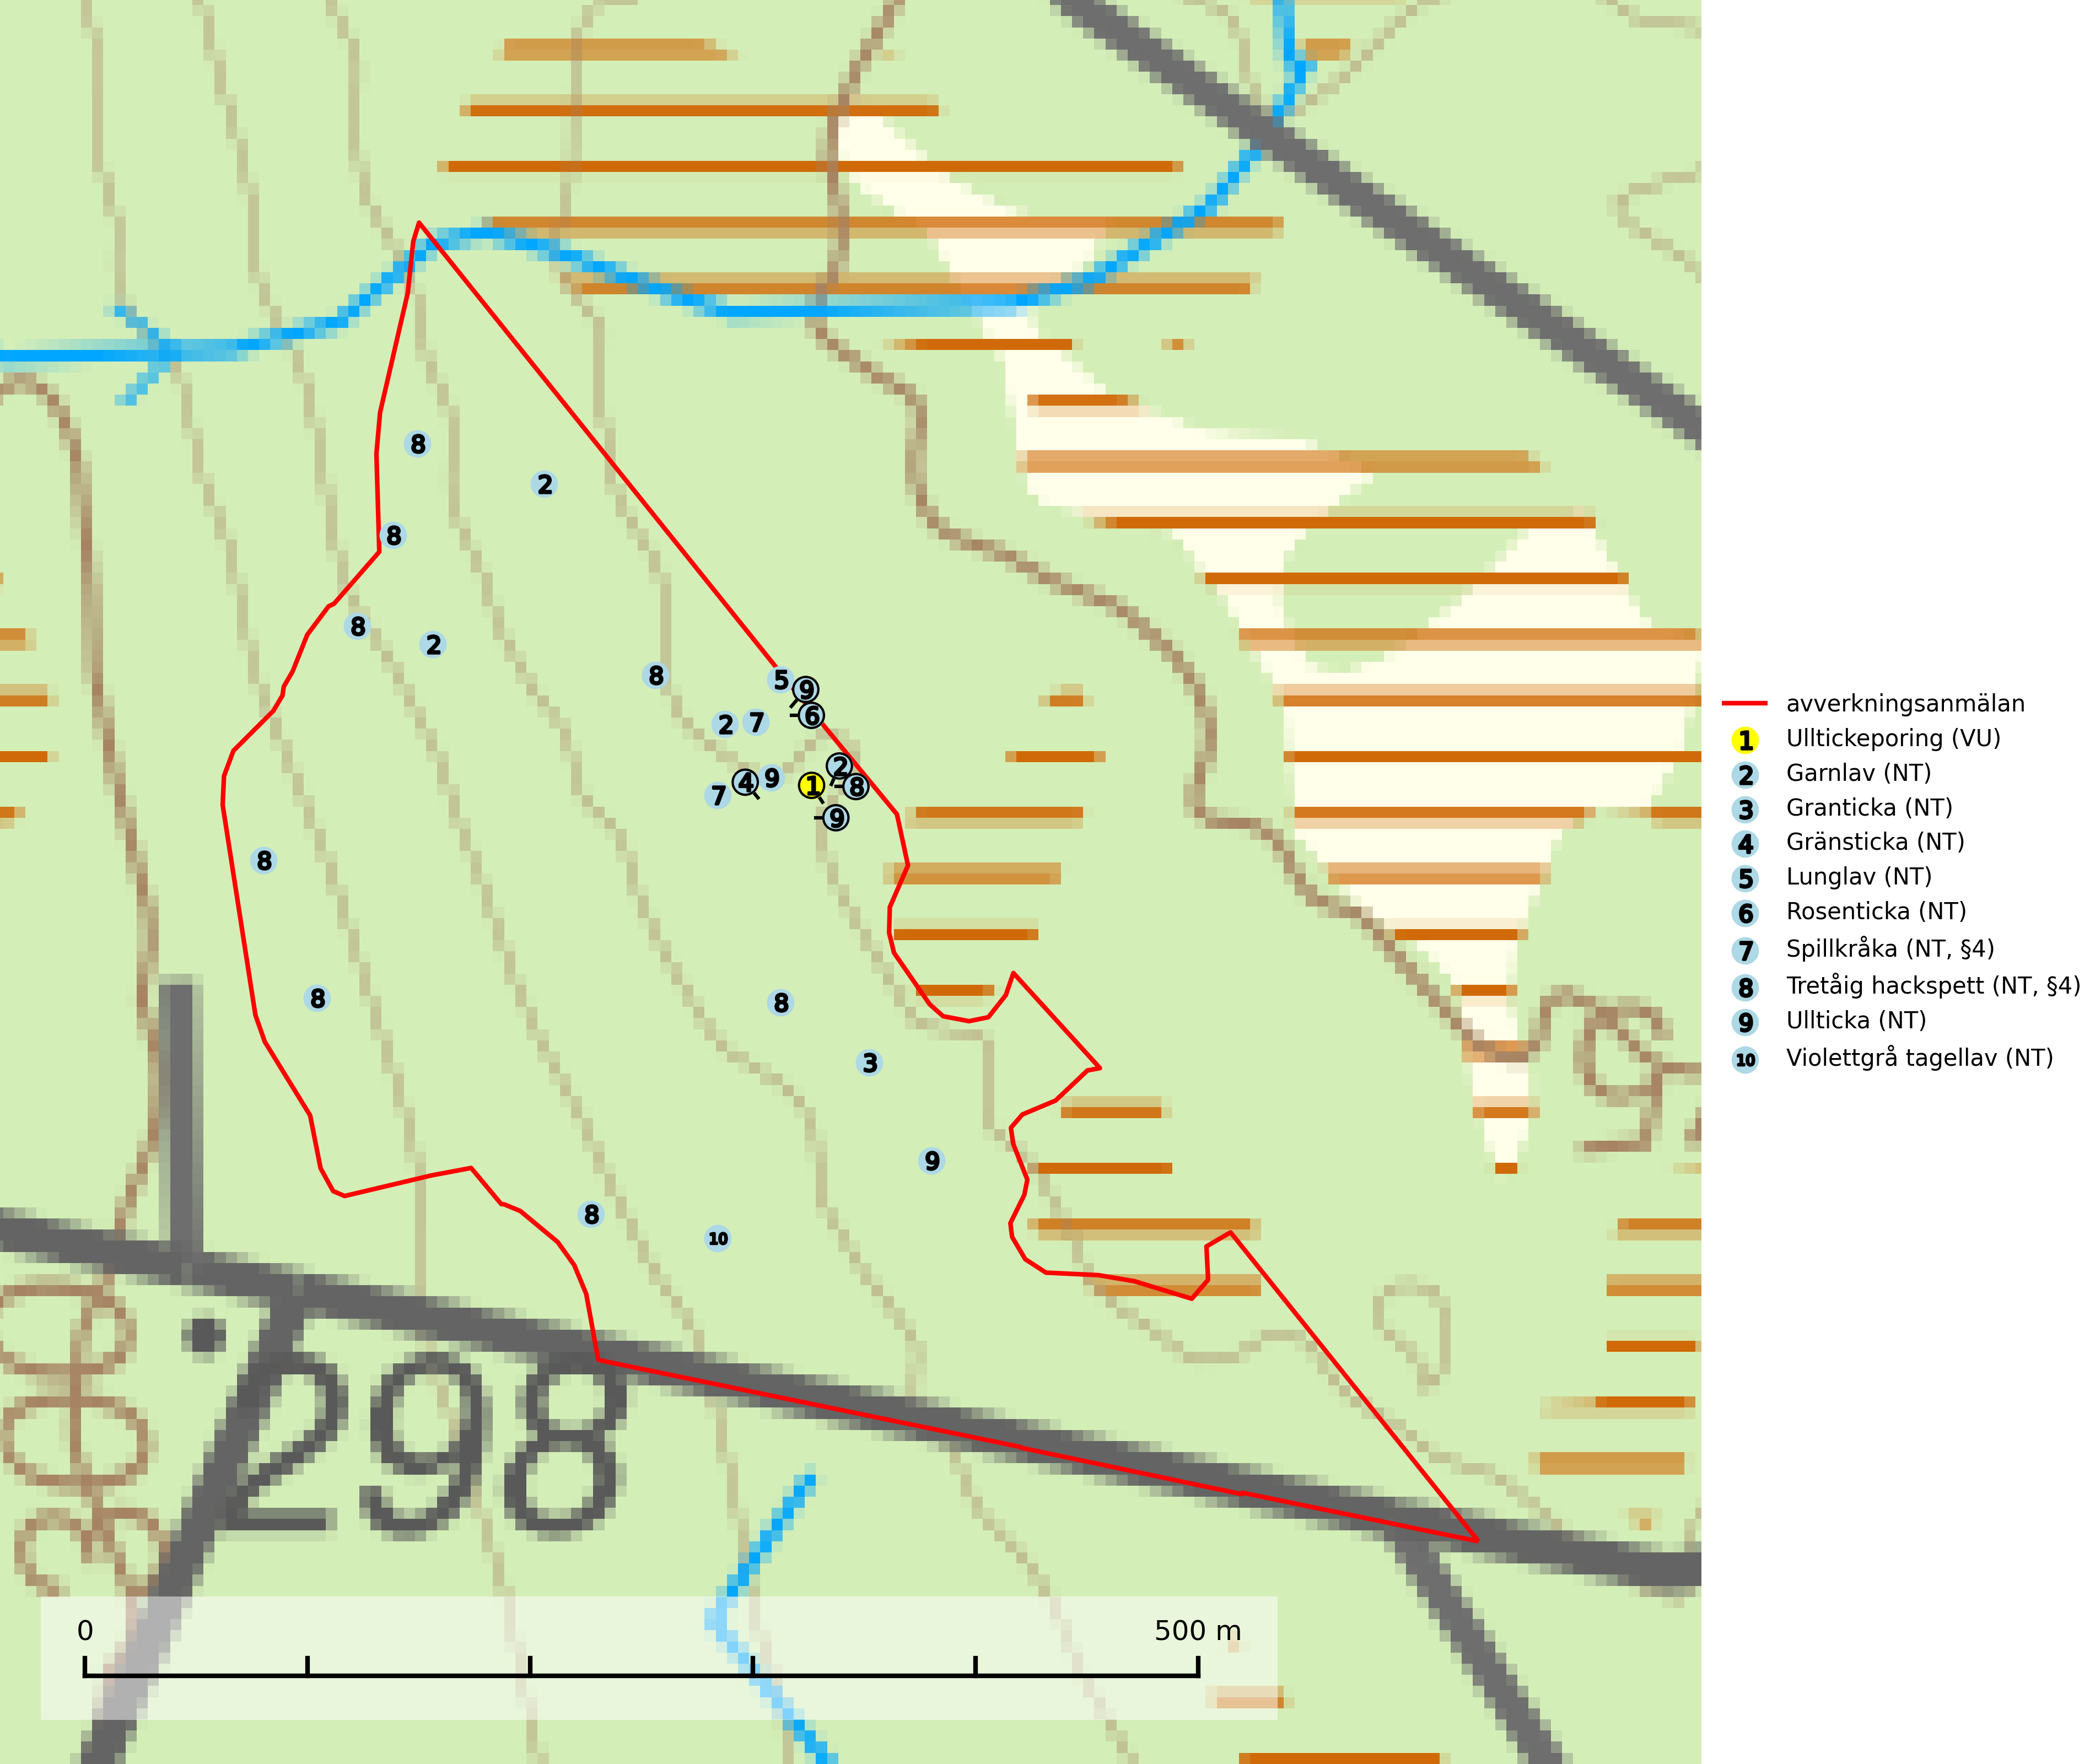 8
2
8
8
2
8
5
9
6
2
7
2
7
4
9
1
8
9
8
8
8
3
9
8
10
298
0
500 m
avverkningsanmälan
1 Ulltickeporing (VU)
2 Garnlav (NT)
3 Granticka (NT)
4 Gränsticka (NT)
5 Lunglav (NT)
6 Rosenticka (NT)
7 Spillkråka (NT, §4)
8 Tretåig hackspett (NT, §4)
9 Ullticka (NT)
10 Violettgrå tagellav (NT)